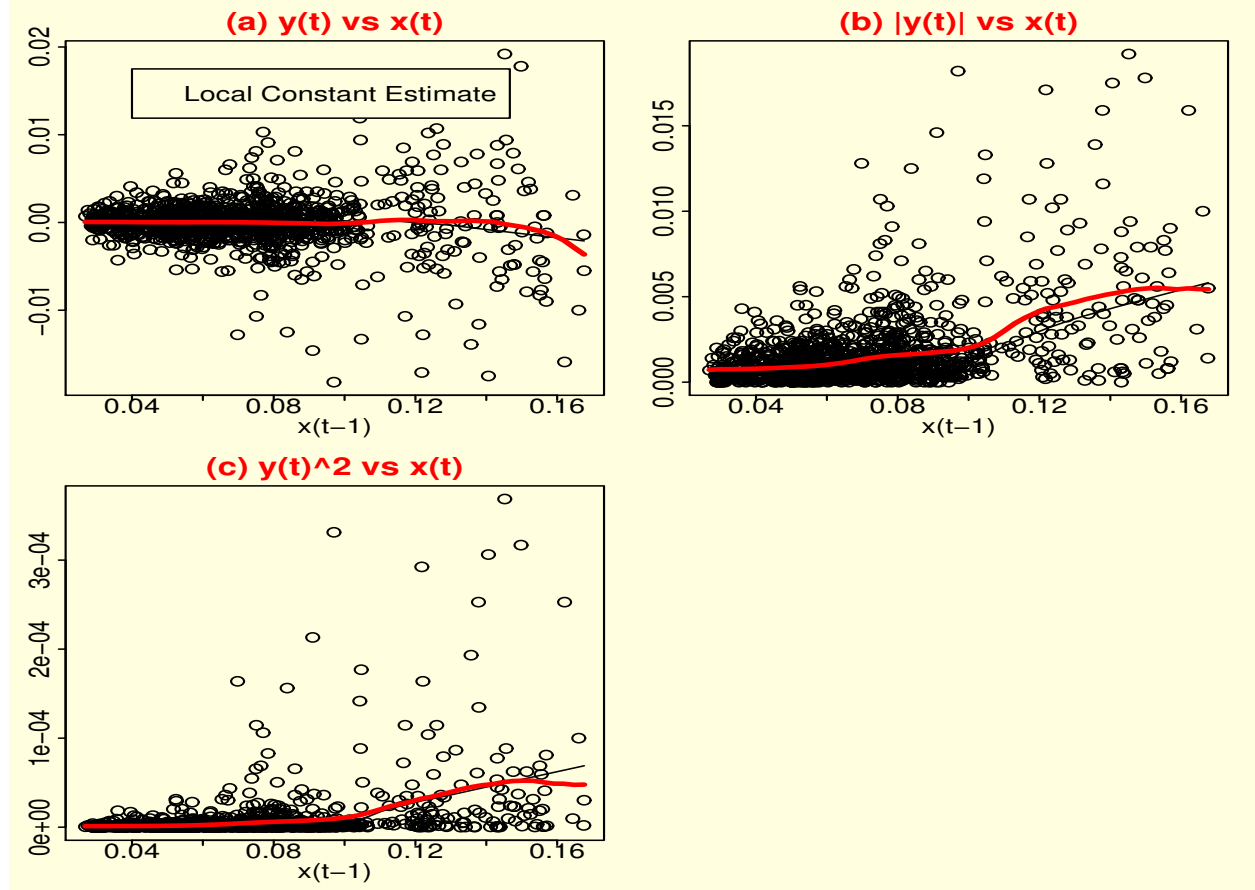 (a) y(t) vs x(t)
0.02
0.01
0.00
−0.01
Local Constant Estimate
0.04
0.08
0.12
0.16
x(t−1)
(b) |y(t)| vs x(t)
0.015
0.010
0.005
0.000
0.04
0.08
0.12
0.16
x(t−1)
(c) y(t)^2 vs x(t)
3e−04
2e−04
1e−04
0e+00
0.04
0.08
0.12
0.16
x(t−1)